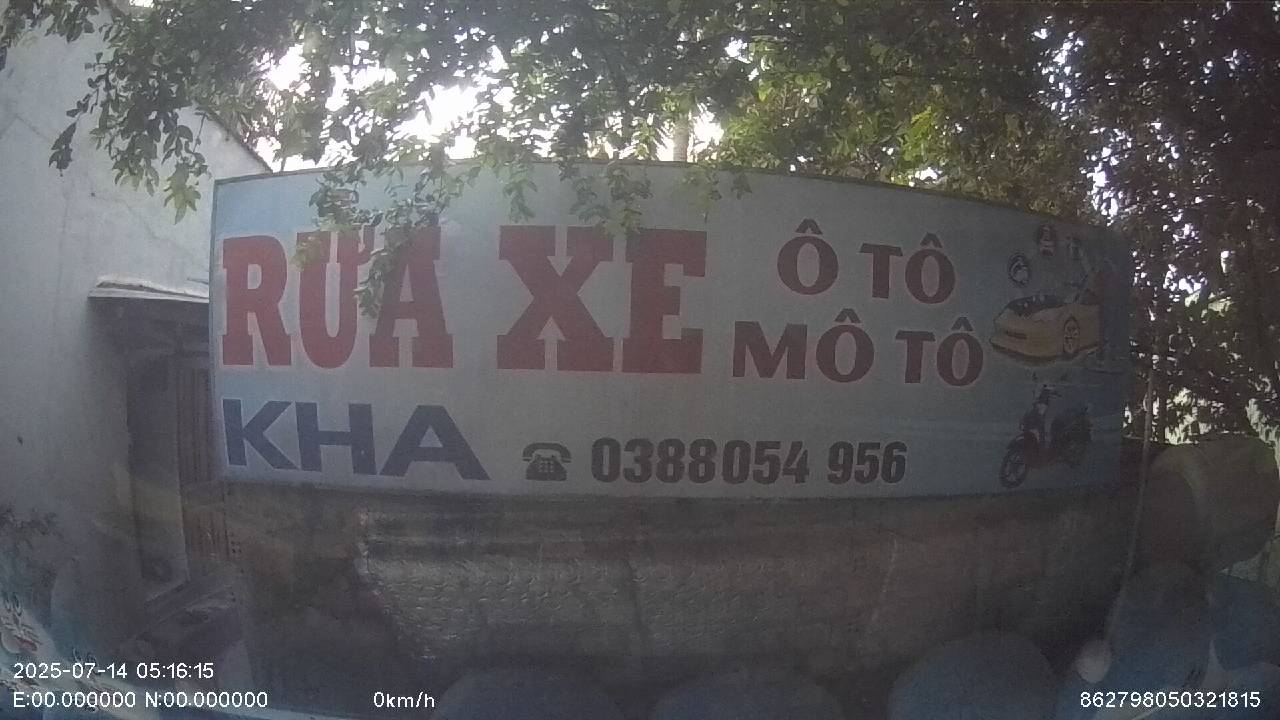 RỬA XE Ô TÔ
MÔ TÔ
KHA 0388054 956
2025-07-14 05:16:15
E:00.000000 N:00.000000 0km/h 862798050321815